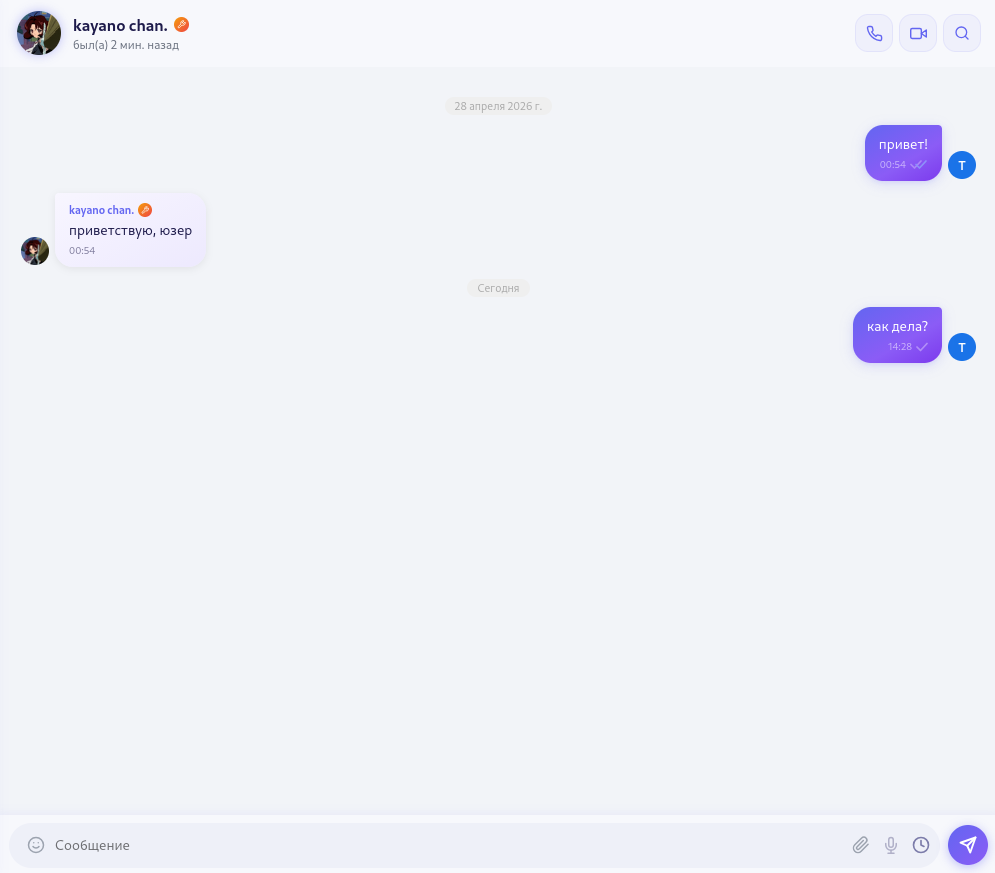 kayano chan.
был(а) 2 мин. назад
28 апреля 2026 г.
привет!
00:54
T
kayano chan.
приветствую, юзер
00:54
Сегодня
как дела?
14:28
T
Сообщение